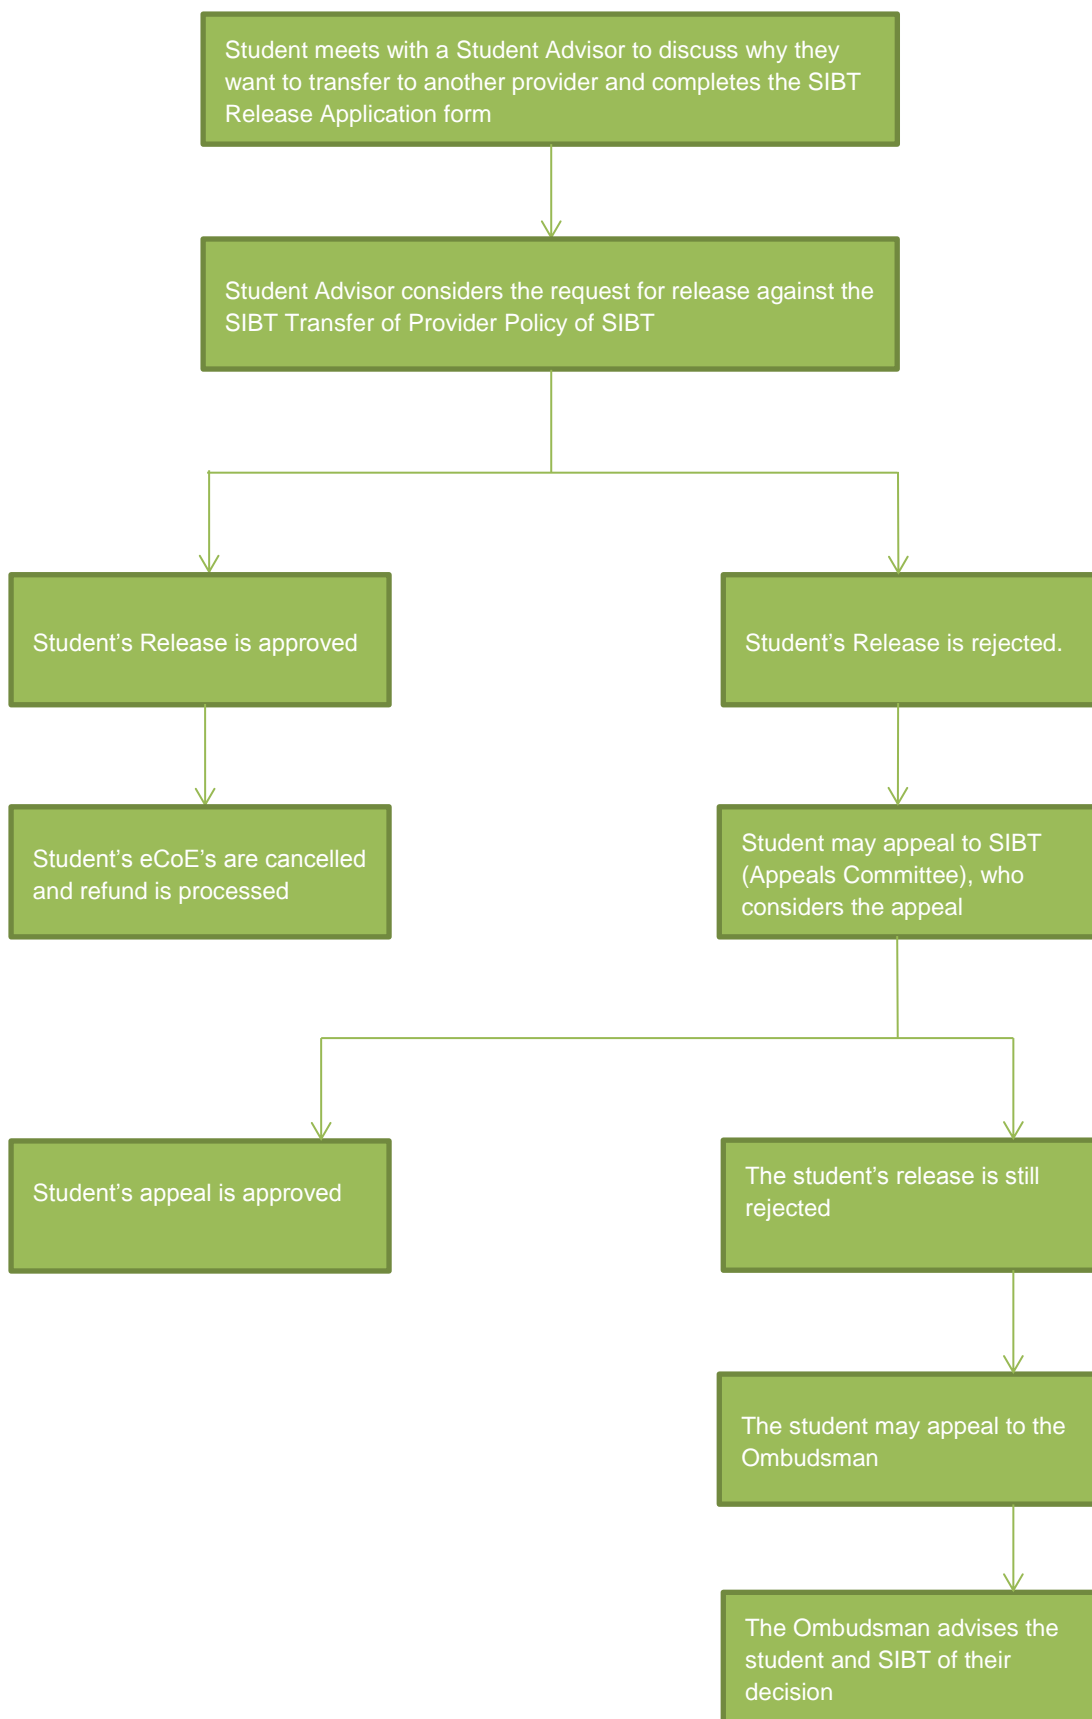 Student meets with a Student Advisor to discuss why they
want to transfer to another provider and completes the SIBT
Release Application form
Student Advisor considers the request for release against the
SIBT Transfer of Provider Policy of SIBT
Student’s Release is approved
Student’s Release is rejected.
Student’s eCoE’s are cancelled
and refund is processed
Student may appeal to SIBT
(Appeals Committee), who
considers the appeal
Student’s appeal is approved
The student’s release is still
rejected
The student may appeal to the
Ombudsman
The Ombudsman advises the
student and SIBT of their
decision